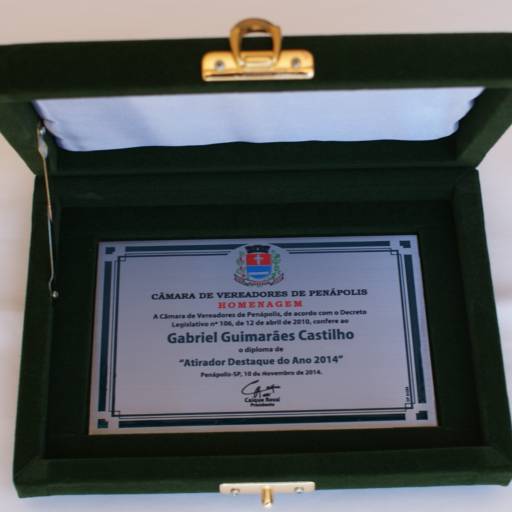 CÂMARA DE VEREADORES DE PENÁPOLIS
HOMENAGEM
A Câmara de Vereadores de Penápolis, de acordo com o Decreto
Legislativo nº 106, de 12 de abril de 2010, confere ao
Gabriel Guimarães Castilho
o diploma de
"Atirador Destaque do Ano 2014"
Penápolis-SP, 10 de Novembro de 2014.
Caíque Rossi
Presidente